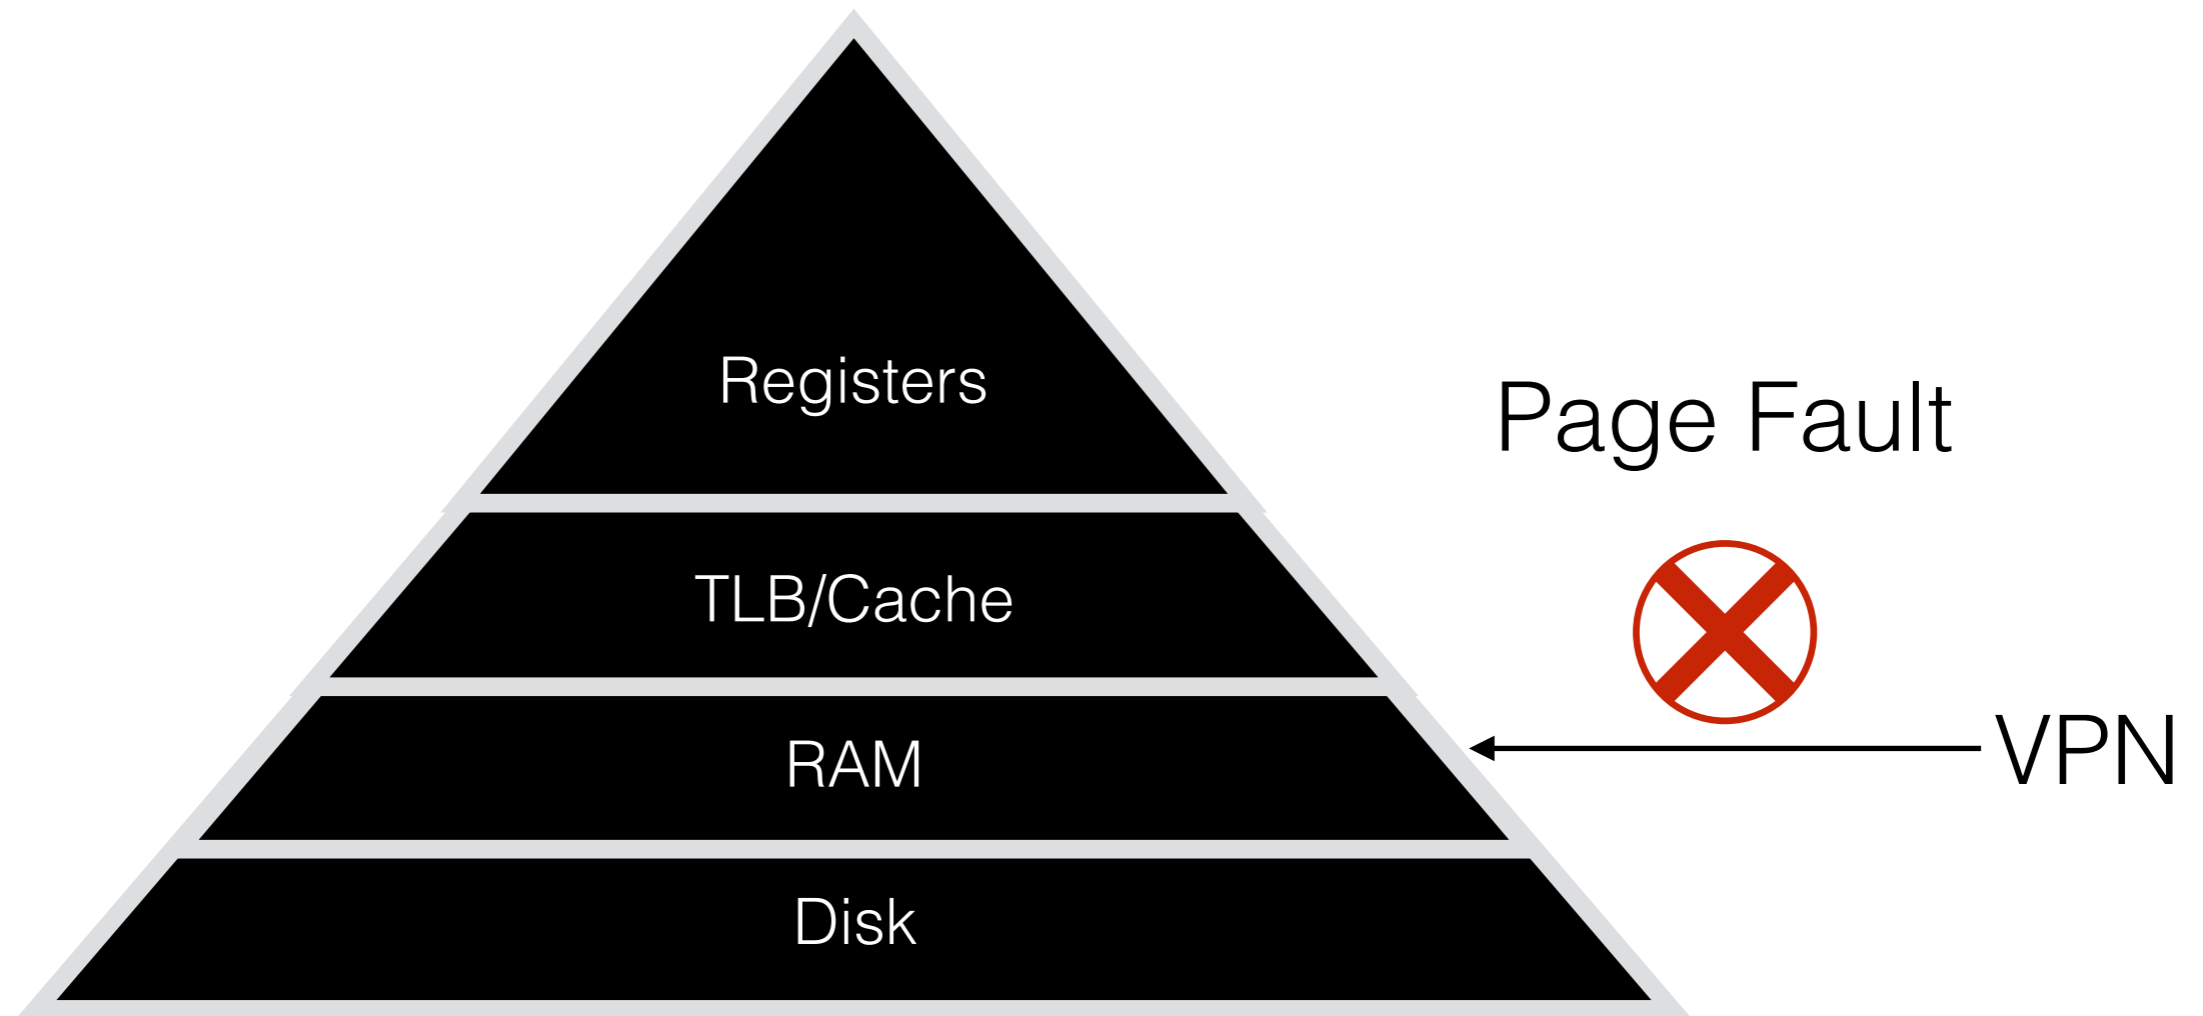 Registers
Page Fault
TLB/Cache
RAM
VPN
Disk